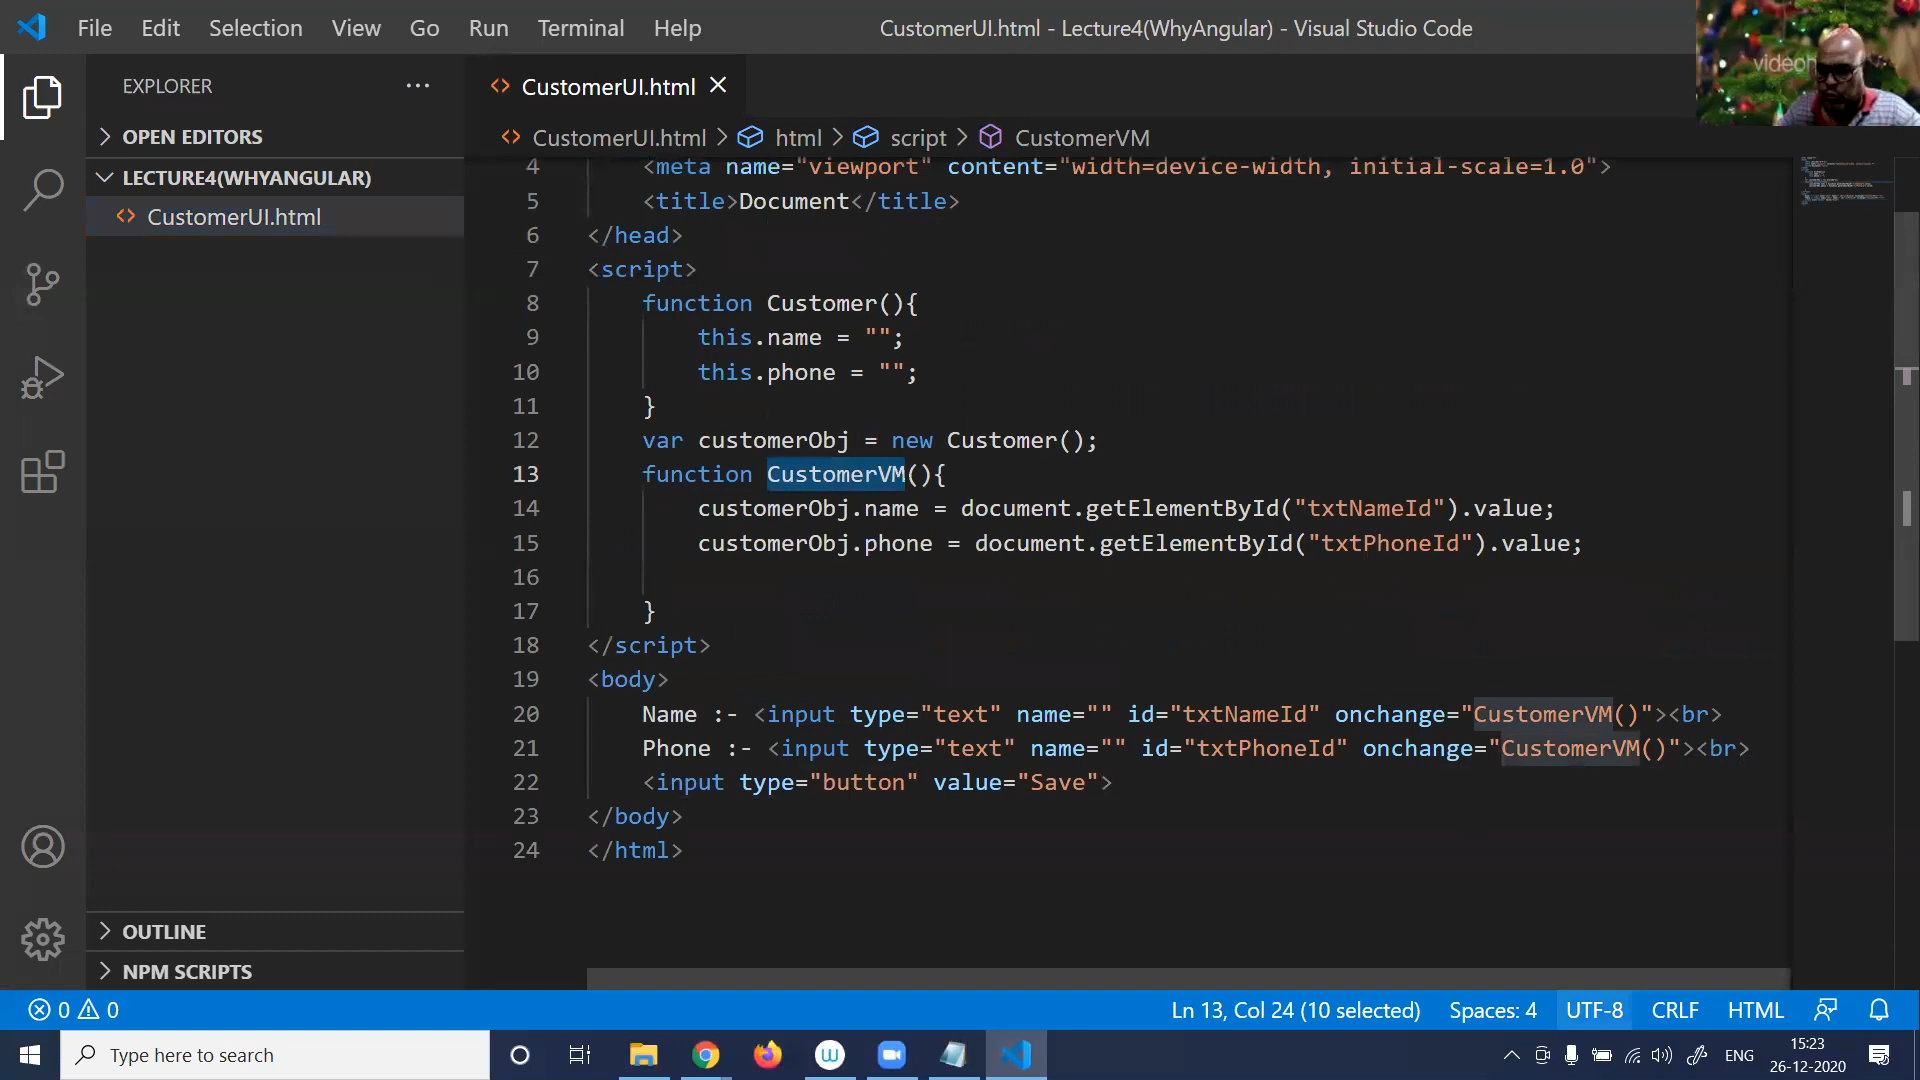 File Edit Selection View Go Run Terminal Help
CustomerUI.html - Lecture4(WhyAngular) - Visual Studio Code
EXPLORER
OPEN EDITORS
LECTURE4(WHYANGULAR)
CustomerUI.html
OUTLINE
NPM SCRIPTS
CustomerUI.html
CustomerUI.html > html > script > CustomerVM
4 <meta name="viewport" content="width=device-width, initial-scale=1.0">
5 <title>Document</title>
6 </head>
7 <script>
8 function Customer(){
9 this.name = "";
10 this.phone = "";
11 }
12 var customerObj = new Customer();
13 function CustomerVM(){
14 customerObj.name = document.getElementById("txtNameId").value;
15 customerObj.phone = document.getElementById("txtPhoneId").value;
16
17 }
18 </script>
19 <body>
20 Name :- <input type="text" name="" id="txtNameId" onchange="CustomerVM()"><br>
21 Phone :- <input type="text" name="" id="txtPhoneId" onchange="CustomerVM()"><br>
22 <input type="button" value="Save">
23 </body>
24 </html>
0 0
Ln 13, Col 24 (10 selected) Spaces: 4 UTF-8 CRLF HTML
Type here to search
ENG
15:23
26-12-2020